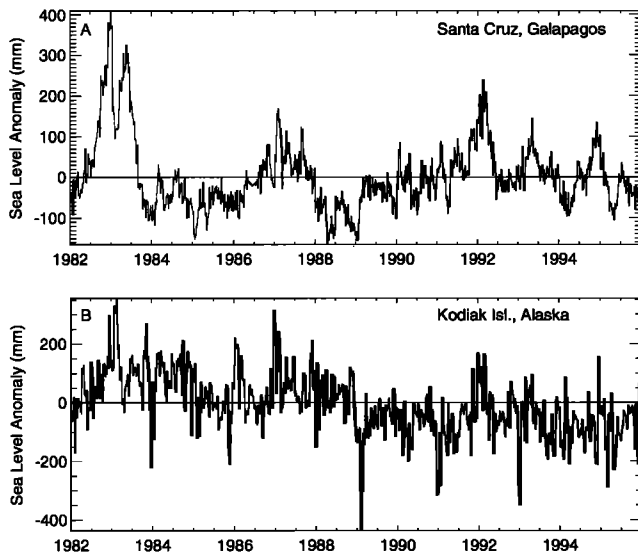 A
Santa Cruz, Galapagos
Sea Level Anomaly (mm)
400
300
200
100
0
-100
1982 1984 1986 1988 1990 1992 1994
B
Kodiak Isl., Alaska
Sea Level Anomaly (mm)
200
0
-200
-400
1982 1984 1986 1988 1990 1992 1994